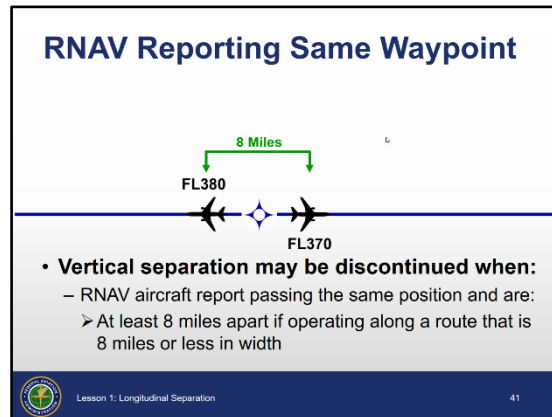 RNAV Reporting Same Waypoint
8 Miles
FL380
FL370
• Vertical separation may be discontinued when:
– RNAV aircraft report passing the same position and are:
➢ At least 8 miles apart if operating along a route that is
8 miles or less in width
Lesson 1: Longitudinal Separation
41